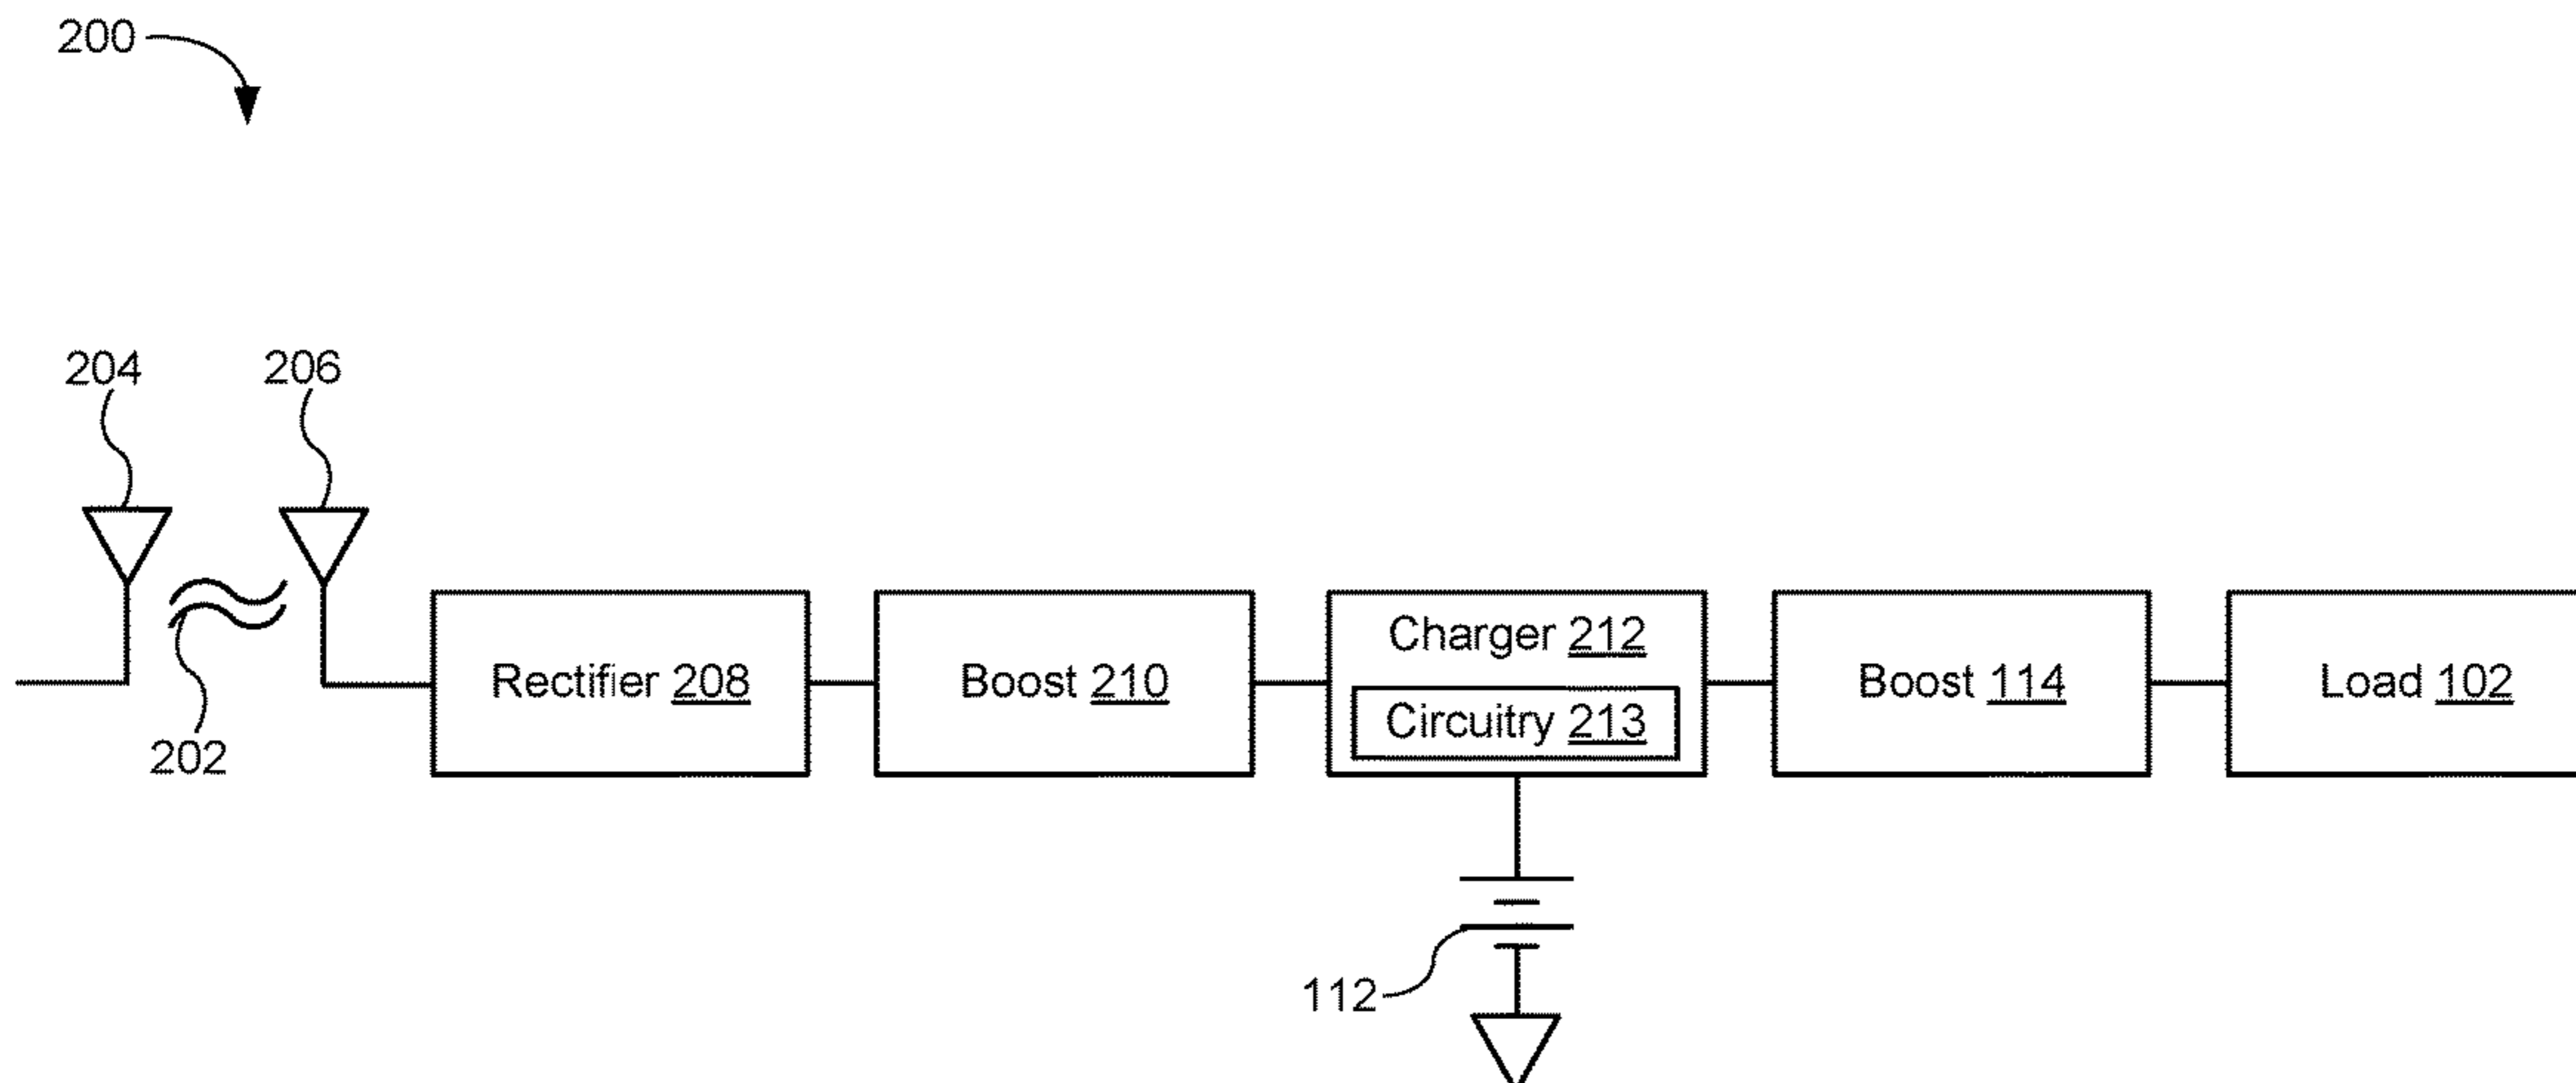 200
204
206
Rectifier 208
Boost 210
Charger 212
Circuitry 213
Boost 114
Load 102
202
112